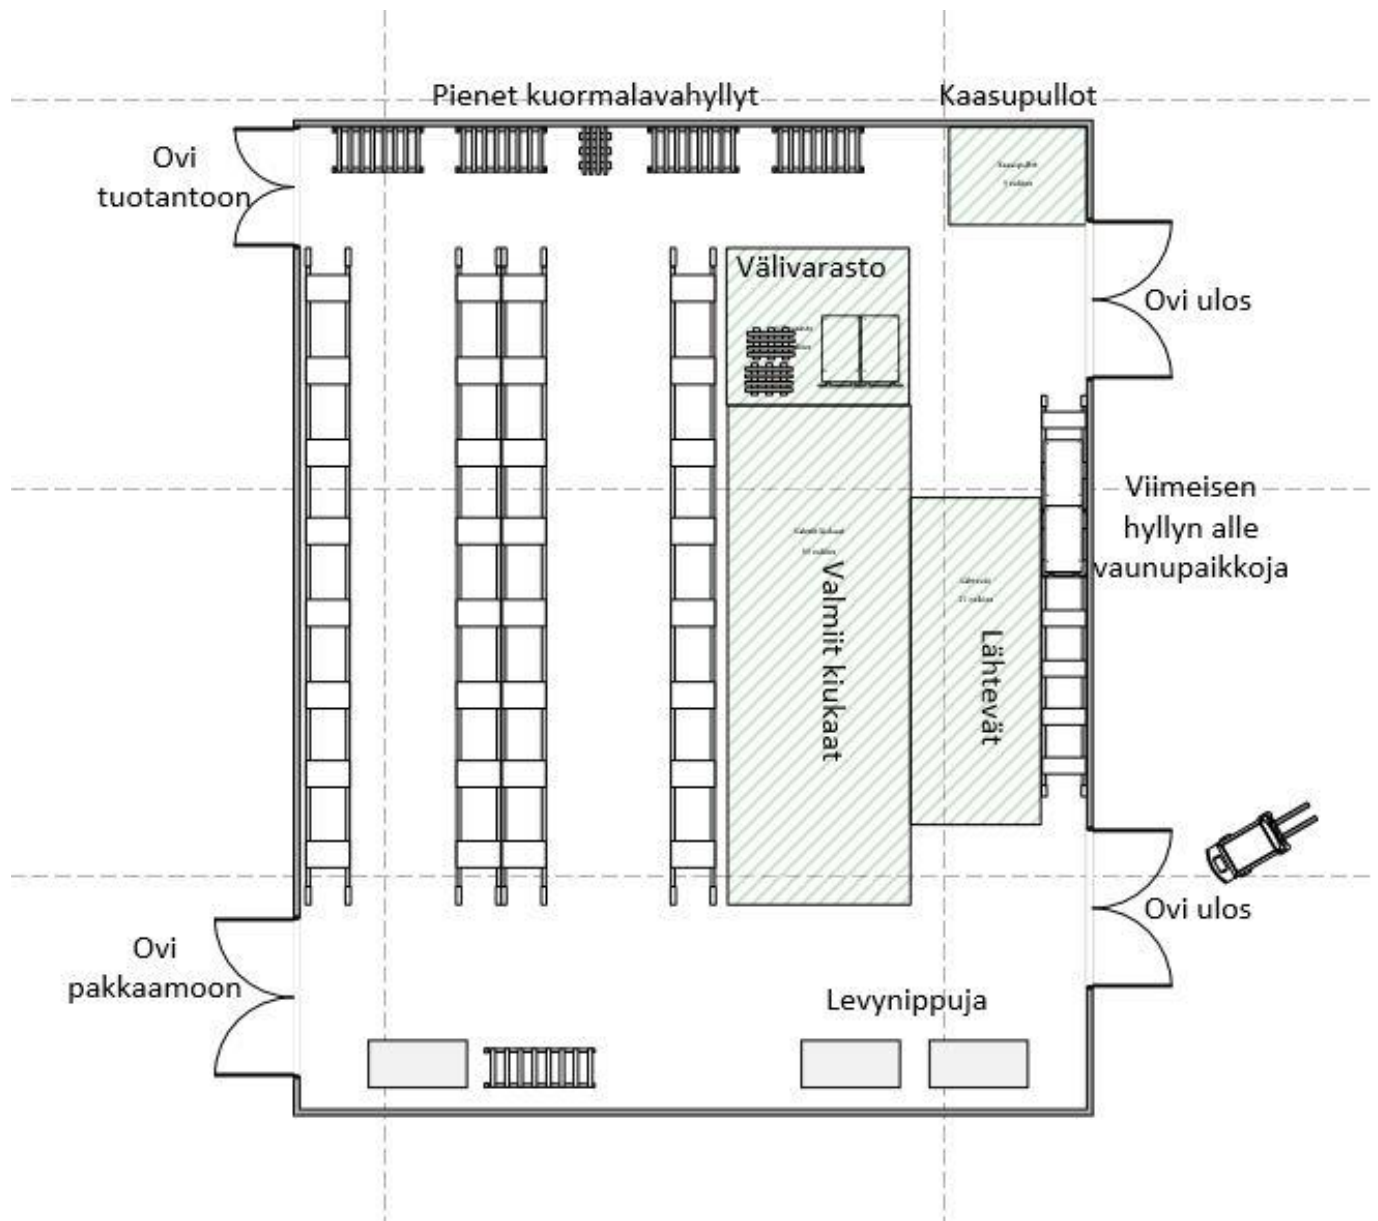 Pienet kuormalavahyllyt
Kaasupullot
Ovi
tuotantoon
Kaasupullot
Välivarasto
Ovi ulos
Viimeisen
hyllyn alle
vaunupaikkoja
Valmiit kiukaat
Lähtevät
Ovi ulos
Ovi
pakkaamoon
Levynippuja